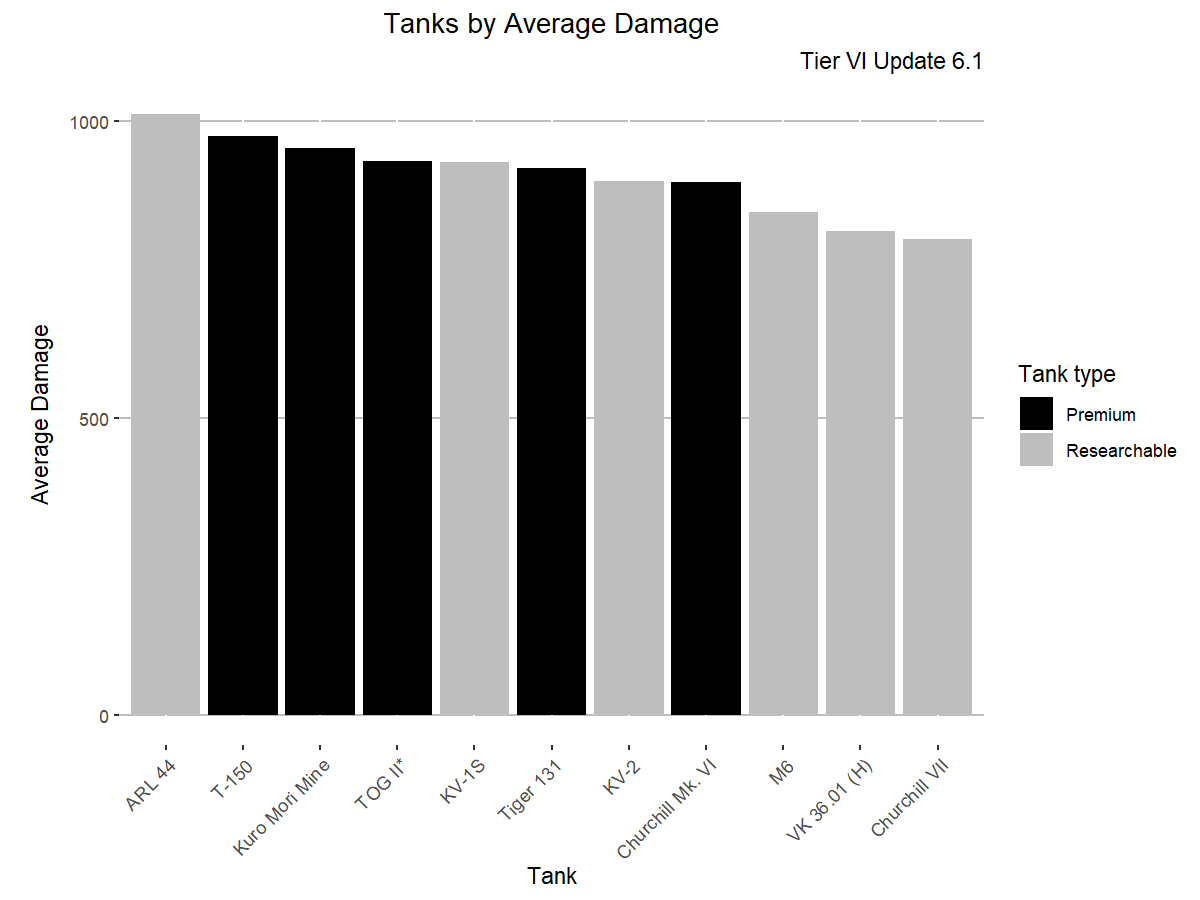 Tanks by Average Damage
Tier VI Update 6.1
Average Damage
1000
500
0
ARL 44
T-150
Kuro Mori Mine
TOG II*
KV-1S
Tiger 131
KV-2
Churchill Mk. VI
M6
VK 36.01 (H)
Churchill VII
Tank
Tank type
Premium
Researchable